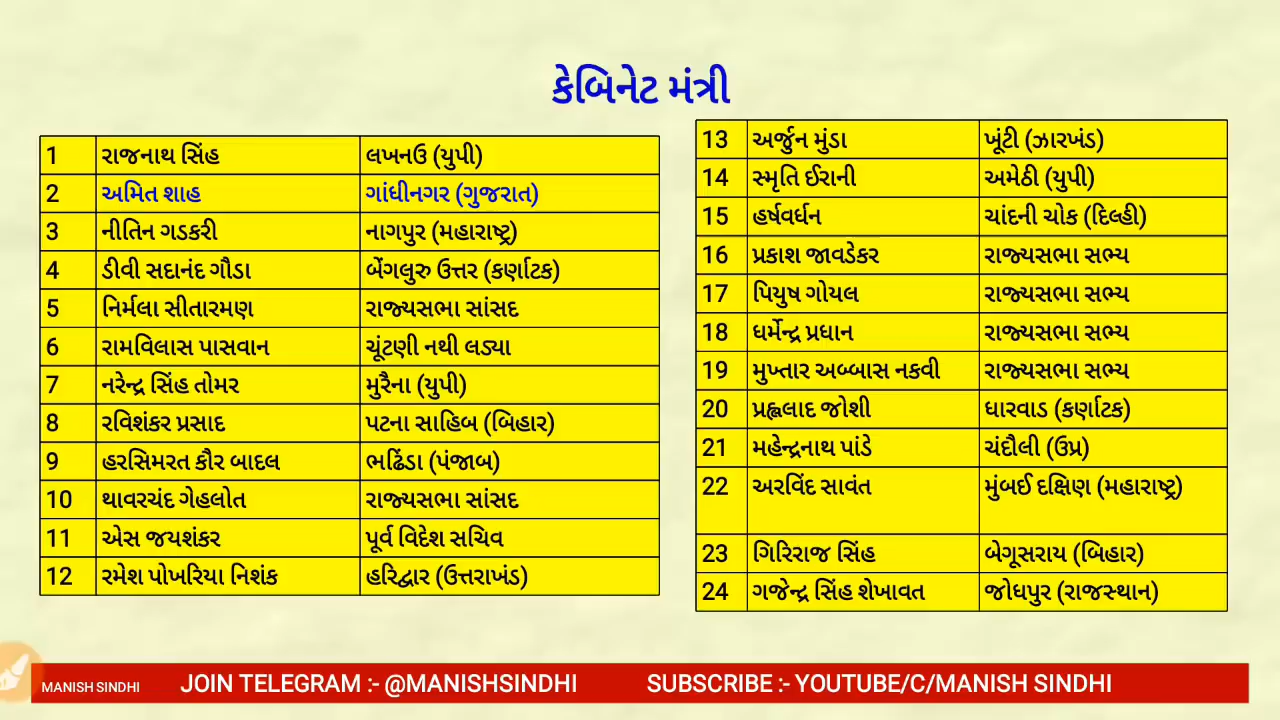 કેબિનેટ મંત્રી
1 રાજનાથ સિંહ લખનઉ (યુપી)
2 અમિત શાહ ગાંધીનગર (ગુજરાત)
3 નીતિન ગડકરી નાગપુર (મહારાષ્ટ્ર)
4 ડીવી સદાનંદ ગૌડા બેંગલુરુ ઉત્તર (કર્ણાટક)
5 નિર્મલા સીતારમણ રાજ્યસભા સાંસદ
6 રામવિલાસ પાસવાન ચૂંટણી નથી લડ્યા
7 નરેન્દ્ર સિંહ તોમર મુરૈના (યુપી)
8 રવિશંકર પ્રસાદ પટના સાહિબ (બિહાર)
9 હરસિમરત કૌર બાદલ ભઢિંડા (પંજાબ)
10 થાવરચંદ ગેહલોત રાજ્યસભા સાંસદ
11 એસ જયશંકર પૂર્વ વિદેશ સચિવ
12 રમેશ પોખરિયા નિશંક હરિદ્વાર (ઉત્તરાખંડ)
13 અર્જુન મુંડા ખૂંટી (ઝારખંડ)
14 સ્મૃતિ ઈરાની અમેઠી (યુપી)
15 હર્ષવર્ધન ચાંદની ચોક (દિલ્હી)
16 પ્રકાશ જાવડેકર રાજ્યસભા સભ્ય
17 પિયુષ ગોયલ રાજ્યસભા સભ્ય
18 ધર્મેન્દ્ર પ્રધાન રાજ્યસભા સભ્ય
19 મુખ્તાર અબ્બાસ નકવી રાજ્યસભા સભ્ય
20 પ્રહ્લલાદ જોશી ધારવાડ (કર્ણાટક)
21 મહેન્દ્રનાથ પાંડે ચંદૌલી (ઉપ્ર)
22 અરવિંદ સાવંત મુંબઈ દક્ષિણ (મહારાષ્ટ્ર)
23 ગિરિરાજ સિંહ બેગૂસરાય (બિહાર)
24 ગજેન્દ્ર સિંહ શેખાવત જોધપુર (રાજસ્થાન)
MANISH SINDHI JOIN TELEGRAM :- @MANISHSINDHI SUBSCRIBE :- YOUTUBE/C/MANISH SINDHI